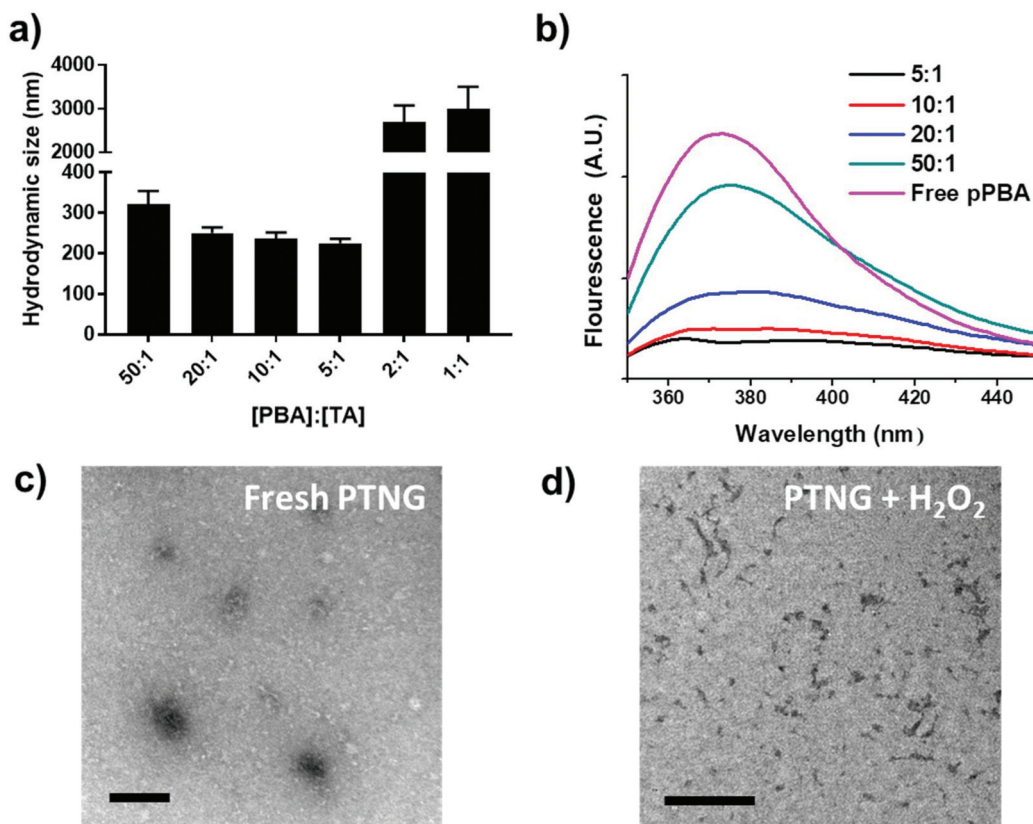 a)
Hydrodynamic size (nm)
4000
3000
2000
400
300
200
100
0
50:1
20:1
10:1
5:1
2:1
1:1
[PBA]:[TA]
b)
Flourescence (A.U.)
5:1
10:1
20:1
50:1
Free pPBA
360
380
400
420
440
Wavelength (nm)
c)
Fresh PTNG
d)
PTNG + H₂O₂